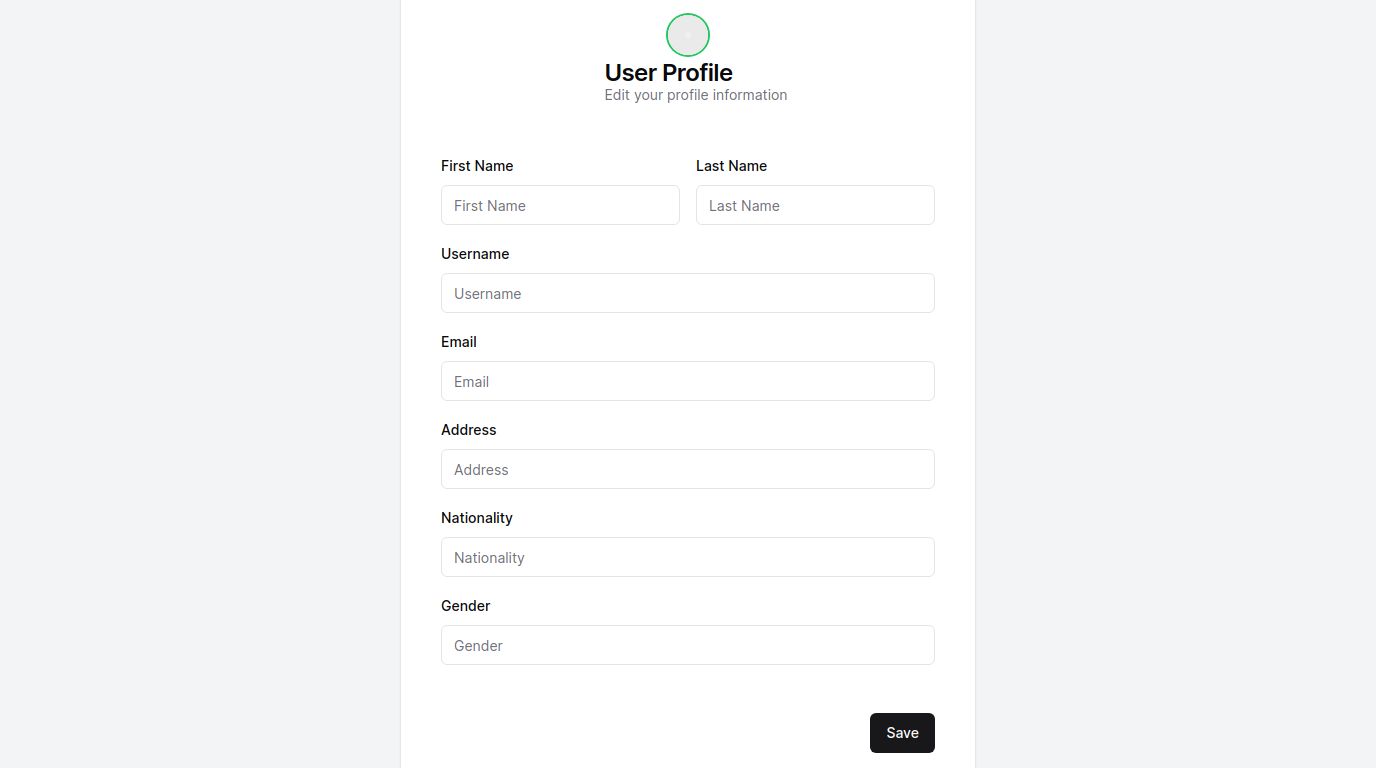 User Profile
Edit your profile information
First Name Last Name
First Name Last Name
Username
Username
Email
Email
Address
Address
Nationality
Nationality
Gender
Gender
Save